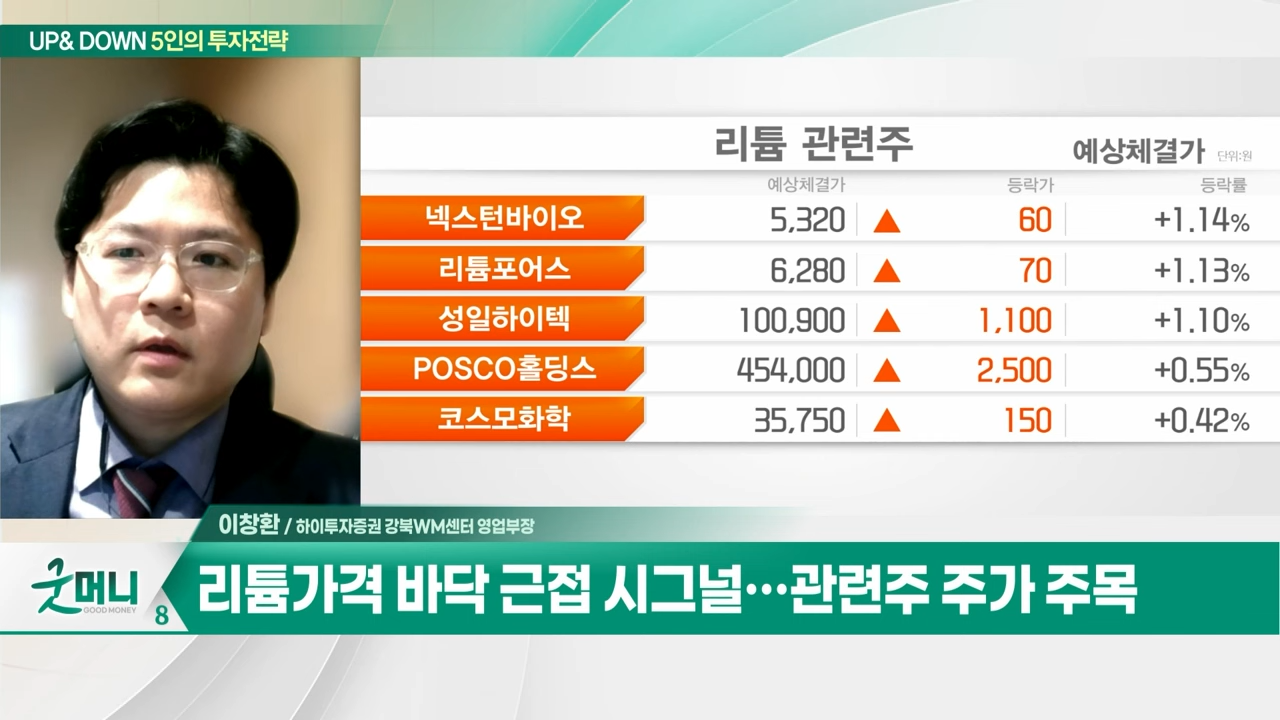 UP& DOWN 5인의 투자전략
리튬 관련주
예상체결가 단위:원
예상체결가 등락가 등락률
넥스턴바이오 5,320 ▲ 60 +1.14%
리튬포어스 6,280 ▲ 70 +1.13%
성일하이텍 100,900 ▲ 1,100 +1.10%
POSCO홀딩스 454,000 ▲ 2,500 +0.55%
코스모화학 35,750 ▲ 150 +0.42%
이창환 / 하이투자증권 강북WM센터 영업부장
굿머니
GOOD MONEY
8
리튬가격 바닥 근접 시그널…관련주 주가 주목